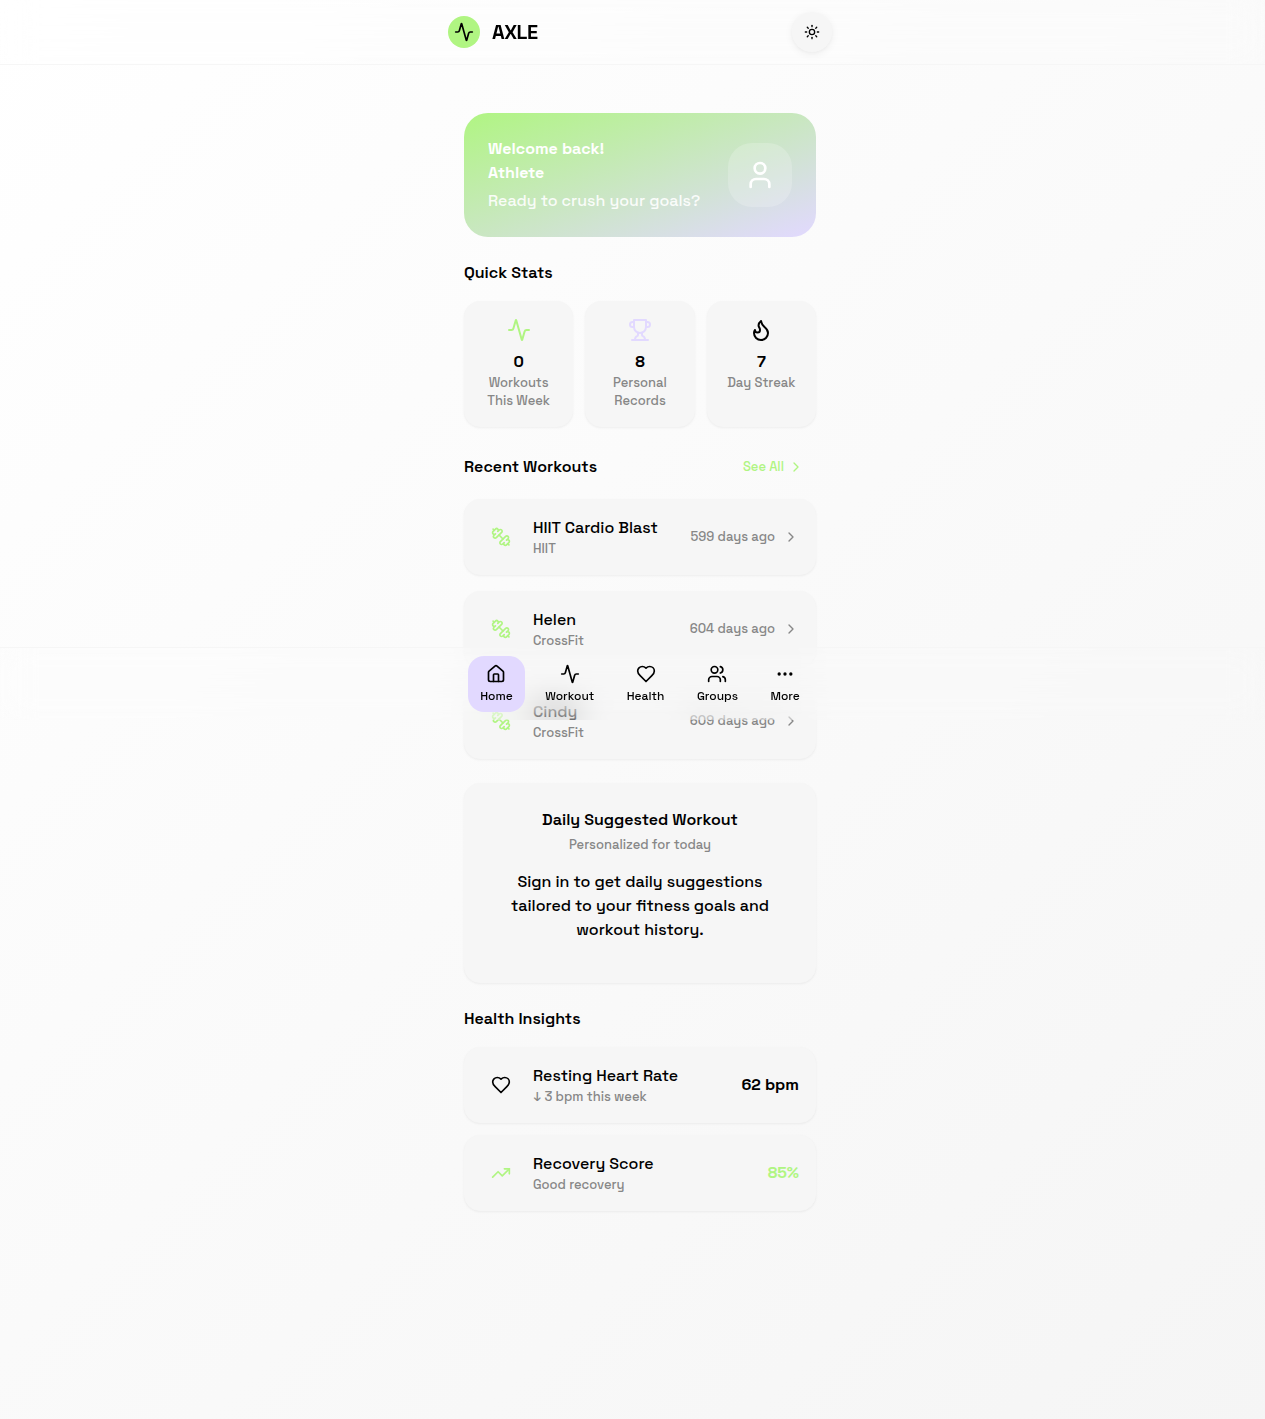 AXLE
Welcome back!
Athlete
Ready to crush your goals?
Quick Stats
0
Workouts
This Week
8
Personal
Records
7
Day Streak
Recent Workouts
See All
HIIT Cardio Blast
HIIT
599 days ago
Helen
CrossFit
604 days ago
Home
Workout
Health
Groups
More
Cindy
CrossFit
609 days ago
Daily Suggested Workout
Personalized for today
Sign in to get daily suggestions
tailored to your fitness goals and
workout history.
Health Insights
Resting Heart Rate
↓ 3 bpm this week
62 bpm
Recovery Score
Good recovery
85%